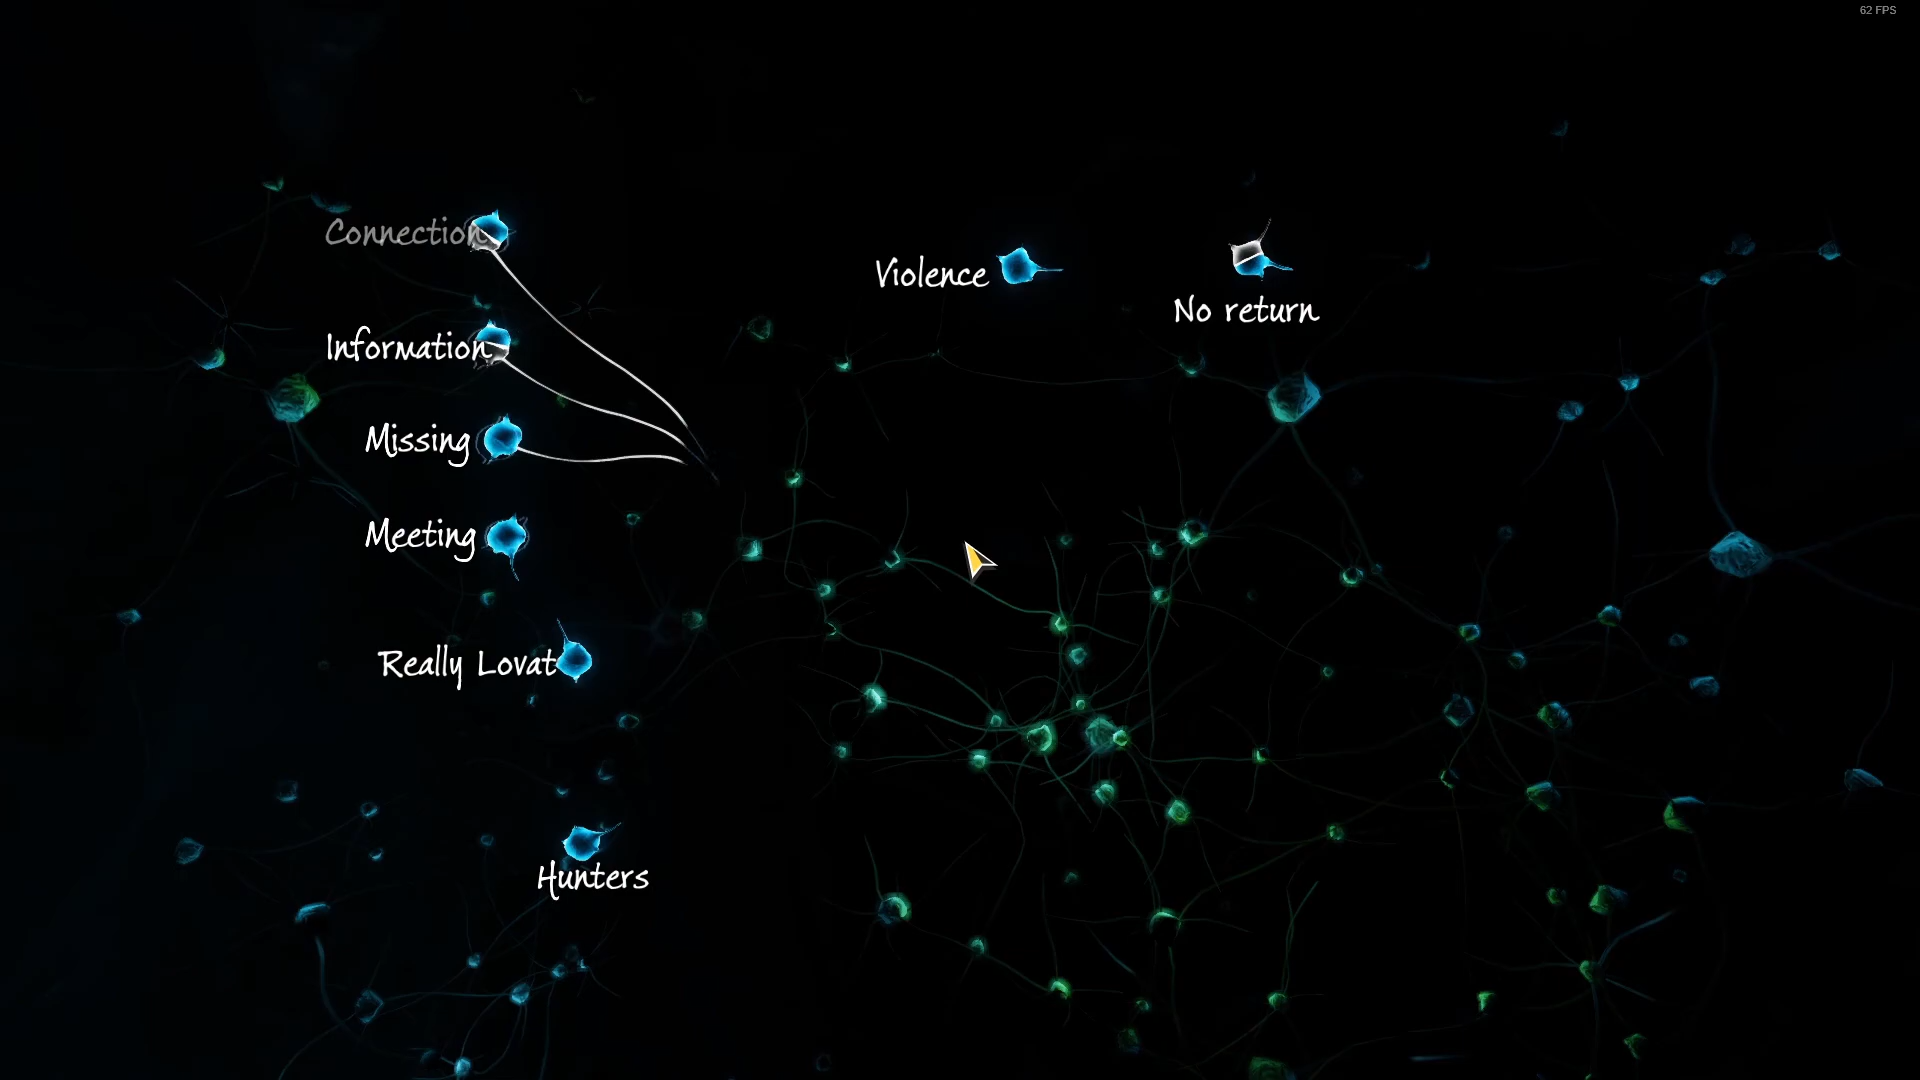 62 FPS
Connection
Violence
No return
Information
Missing
Meeting
Really Lovat
Hunters